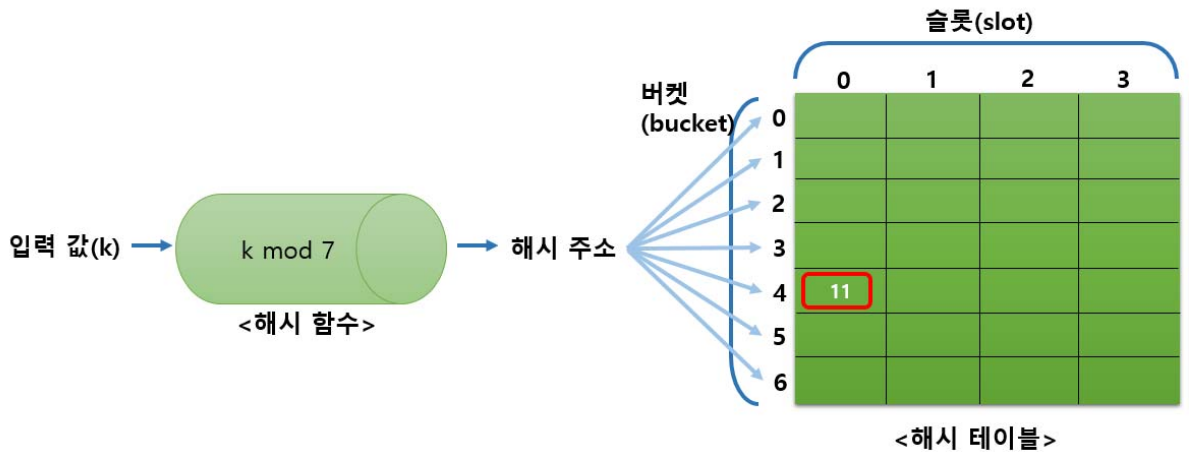 슬롯(slot)
0 1 2 3
버켓
(bucket)
0
1
2
3
4 11
5
6
입력 값(k)
k mod 7
해시 주소
<해시 함수>
<해시 테이블>